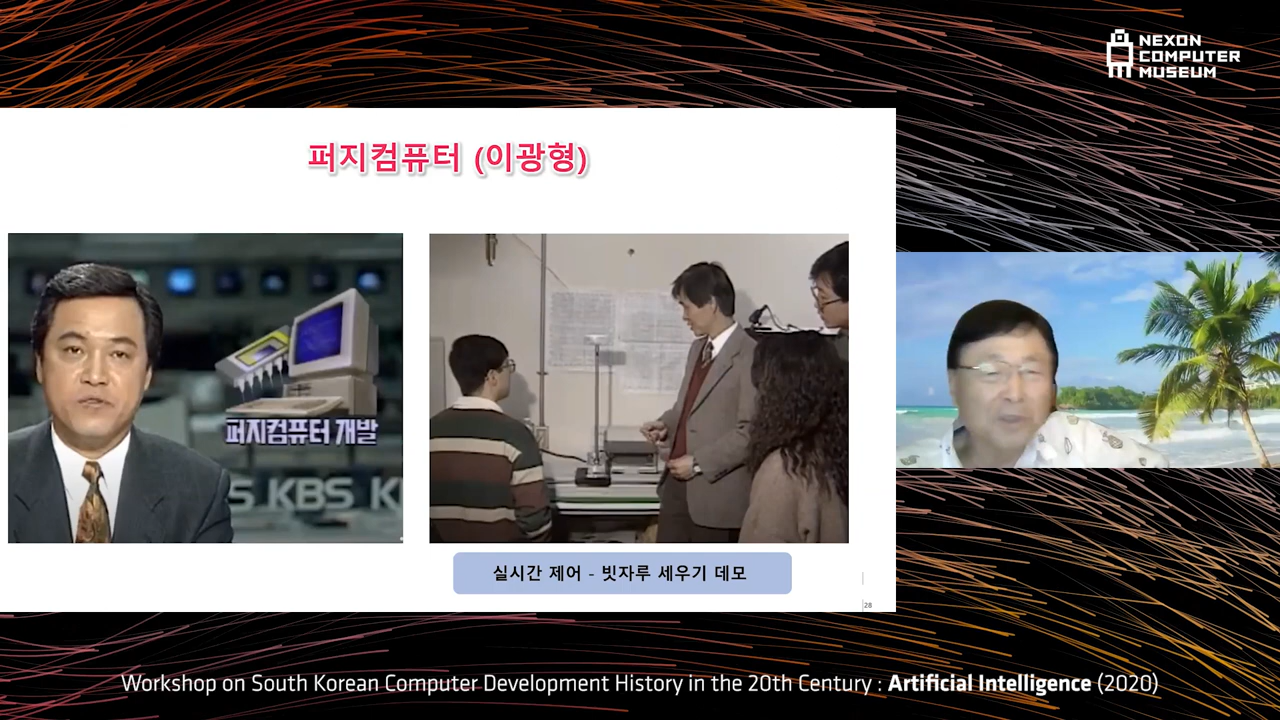 NEXON
COMPUTER
MUSEUM
퍼지컴퓨터 (이광형)
퍼지컴퓨터 개발
S KBS K
실시간 제어 - 빗자루 세우기 데모
28
Workshop on South Korean Computer Development History in the 20th Century : Artificial Intelligence (2020)